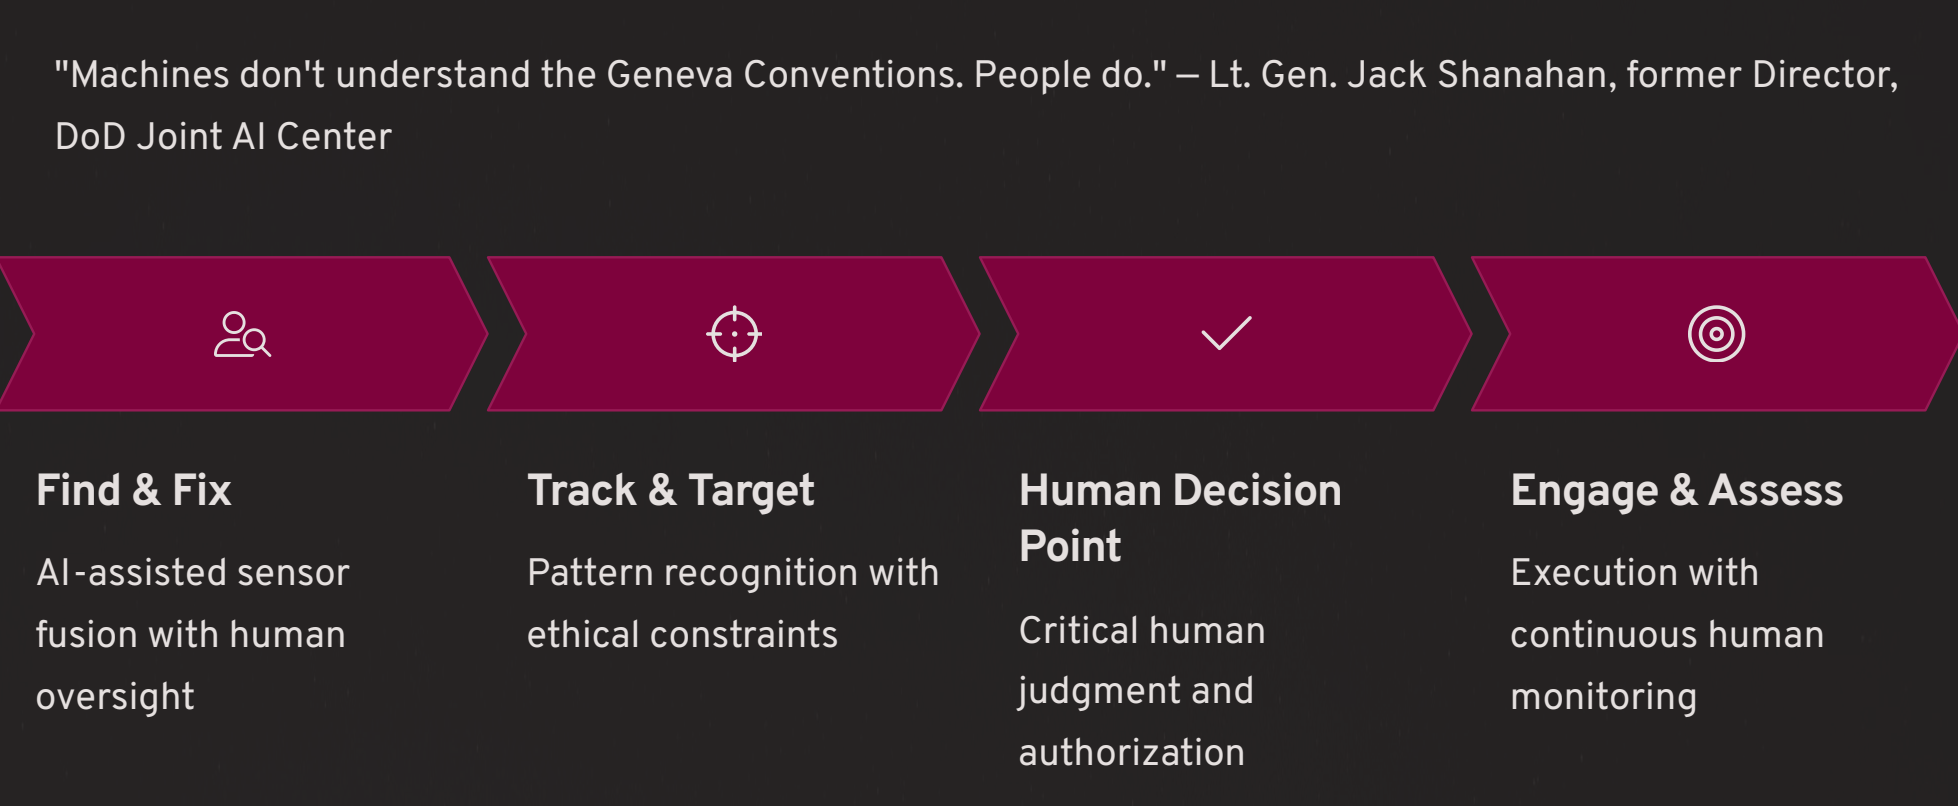 "Machines don't understand the Geneva Conventions. People do." — Lt. Gen. Jack Shanahan, former Director,
DoD Joint AI Center
Find & Fix
AI-assisted sensor
fusion with human
oversight
Track & Target
Pattern recognition with
ethical constraints
Human Decision
Point
Critical human
judgment and
authorization
Engage & Assess
Execution with
continuous human
monitoring